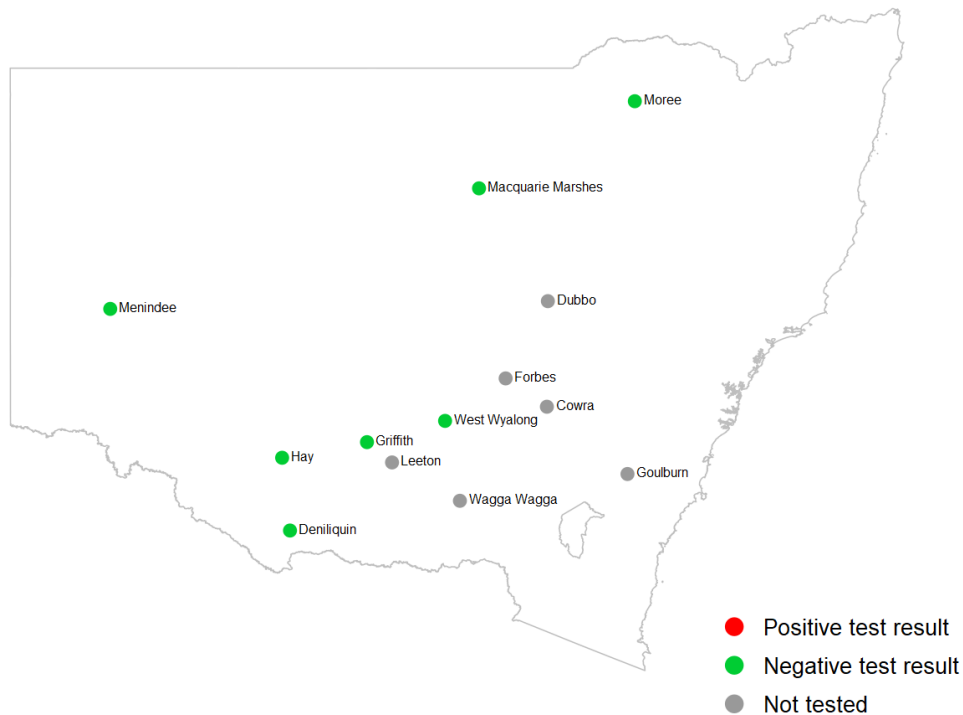 Moree
Macquarie Marshes
Dubbo
Menindee
Forbes
Cowra
West Wyalong
Griffith
Hay
Leeton
Goulburn
Wagga Wagga
Deniliquin
Positive test result
Negative test result
Not tested